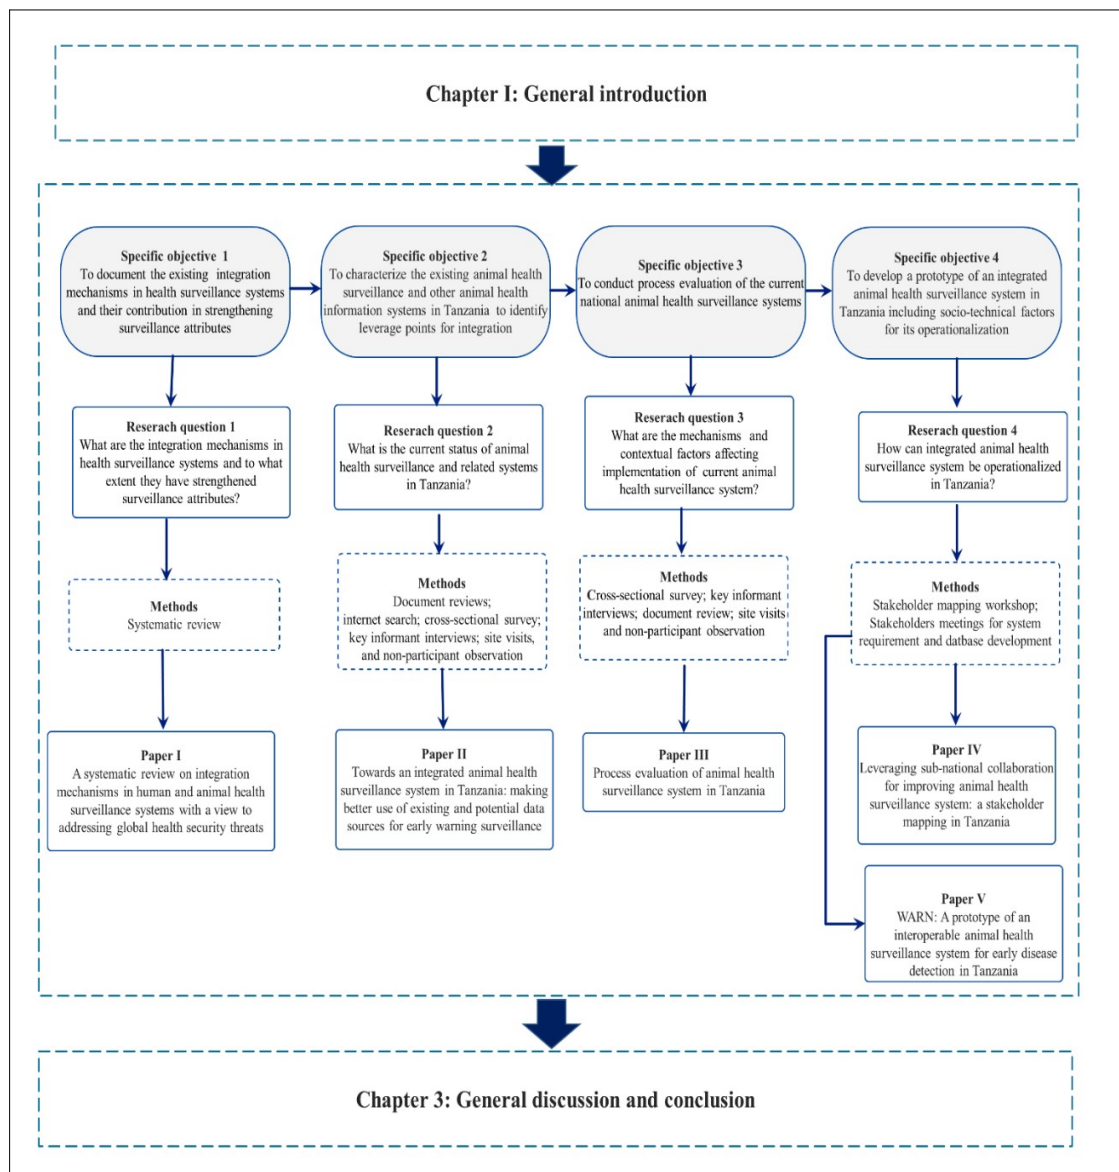 Chapter I: General introduction
Specific objective 1
To document the existing integration
mechanisms in health surveillance systems
and their contribution in strengthening
surveillance attributes
Specific objective 2
To characterize the existing animal health
surveillance and other animal health
information systems in Tanzania to identify
leverage points for integration
Specific objective 3
To conduct process evaluation of the current
national animal health surveillance systems
Specific objective 4
To develop a prototype of an integrated
animal health surveillance system in
Tanzania including socio-technical factors
for its operationalization
Reserach question 1
What are the integration mechanisms in
health surveillance systems and to what
extent they have strengthened
surveillance attributes?
Reserach question 2
What is the current status of animal
health surveillance and related systems
in Tanzania?
Reserach question 3
What are the mechanisms and
contextual factors affecting
implementation of current animal
health surveillance system?
Reserach question 4
How can integrated animal health
surveillance system be operationalized
in Tanzania?
Methods
Systematic review
Methods
Document reviews;
internet search; cross-sectional survey;
key informant interviews; site visits,
and non-participant observation
Methods
Cross-sectional survey; key informant
interviews; document review; site visits
and non-participant observation
Methods
Stakeholder mapping workshop;
Stakeholders meetings for system
requirement and datbase development
Paper I
A systematic review on integration
mechanisms in human and animal health
surveillance systems with a view to
addressing global health security threats
Paper II
Towards an integrated animal health
surveillance system in Tanzania: making
better use of existing and potential data
sources for early warning surveillance
Paper III
Process evaluation of animal health
surveillance system in Tanzania
Paper IV
Leveraging sub-national collaboration
for improving animal health
surveillance system: a stakeholder
mapping in Tanzania
Paper V
WARN: A prototype of an
interoperable animal health
surveillance system for early disease
detection in Tanzania
Chapter 3: General discussion and conclusion